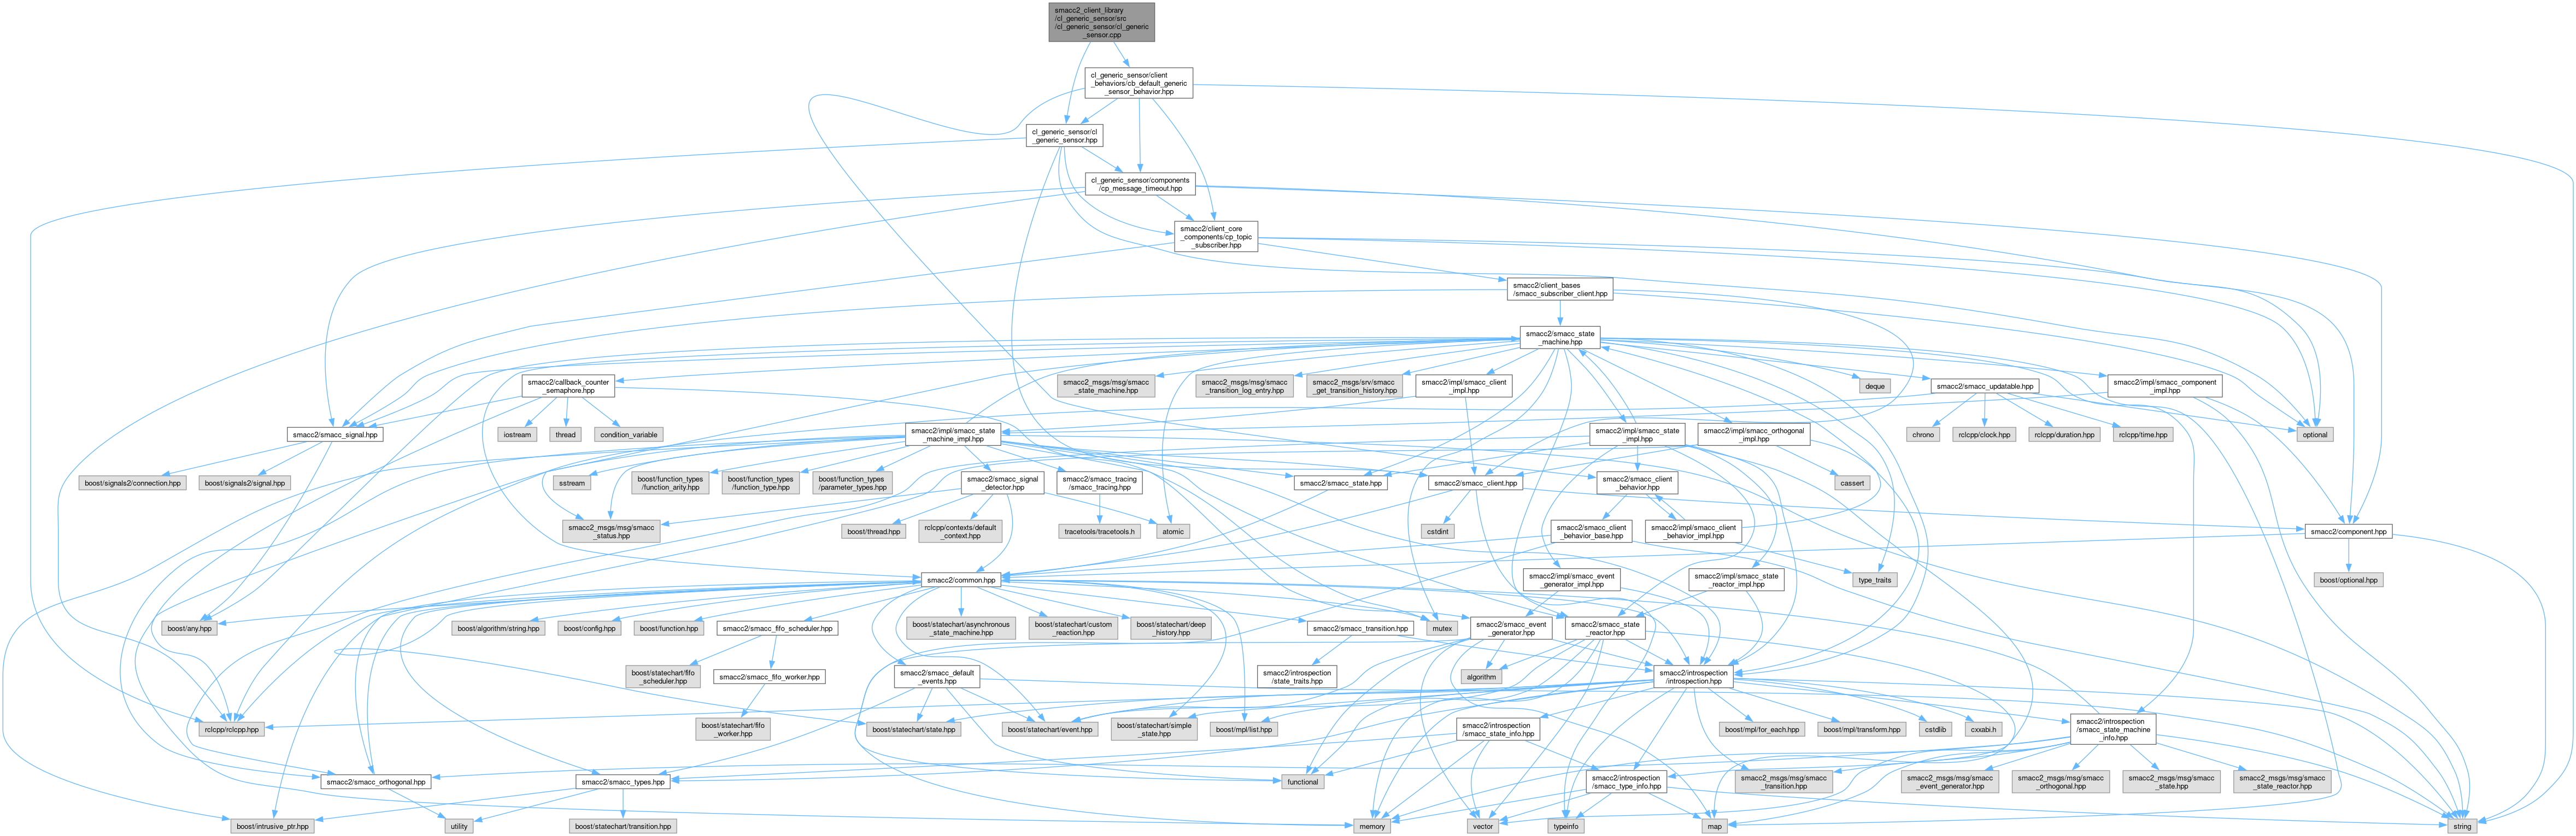 smacc2_client_library
/cl_generic_sensor/src
/cl_generic_sensor/cl_generic
_sensor.cpp
cl_generic_sensor/client
_behaviors/cb_default_generic
_sensor_behavior.hpp
cl_generic_sensor/cl
_generic_sensor.hpp
cl_generic_sensor/components
/cp_message_timeout.hpp
smacc2/client_core
_components/cp_topic
_subscriber.hpp
smacc2/client_bases
/smacc_subscriber_client.hpp
smacc2/smacc_state
_machine.hpp
smacc2/callback_counter
_semaphore.hpp
smacc2_msgs/msg/smacc
_state_machine.hpp
smacc2_msgs/msg/smacc
_transition_log_entry.hpp
smacc2_msgs/srv/smacc
_get_transition_history.hpp
smacc2/impl/smacc_client
_impl.hpp
deque
smacc2/smacc_updatable.hpp
smacc2/impl/smacc_component
_impl.hpp
smacc2/smacc_signal.hpp
iostream
thread
condition_variable
smacc2/impl/smacc_state
_machine_impl.hpp
smacc2/impl/smacc_state
_impl.hpp
smacc2/impl/smacc_orthogonal
_impl.hpp
chrono
rclcpp/clock.hpp
rclcpp/duration.hpp
rclcpp/time.hpp
optional
boost/signals2/connection.hpp
boost/signals2/signal.hpp
sstream
boost/function_types
/function_arity.hpp
boost/function_types
/function_type.hpp
boost/function_types
/parameter_types.hpp
smacc2/smacc_signal
_detector.hpp
smacc2/smacc_tracing
/smacc_tracing.hpp
smacc2/smacc_state.hpp
smacc2/smacc_client.hpp
smacc2/smacc_client
_behavior.hpp
cassert
smacc2_msgs/msg/smacc
_status.hpp
boost/thread.hpp
rclcpp/contexts/default
_context.hpp
tracetools/tracetools.h
atomic
cstdint
smacc2/smacc_client
_behavior_base.hpp
smacc2/impl/smacc_client
_behavior_impl.hpp
smacc2/component.hpp
smacc2/common.hpp
smacc2/impl/smacc_event
_generator_impl.hpp
smacc2/impl/smacc_state
_reactor_impl.hpp
type_traits
boost/optional.hpp
boost/any.hpp
boost/algorithm/string.hpp
boost/config.hpp
boost/function.hpp
smacc2/smacc_fifo_scheduler.hpp
boost/statechart/asynchronous
_state_machine.hpp
boost/statechart/custom
_reaction.hpp
boost/statechart/deep
_history.hpp
smacc2/smacc_transition.hpp
mutex
smacc2/smacc_event
_generator.hpp
smacc2/smacc_state
_reactor.hpp
boost/statechart/fifo
_scheduler.hpp
smacc2/smacc_fifo_worker.hpp
smacc2/smacc_default
_events.hpp
smacc2/introspection
/state_traits.hpp
algorithm
smacc2/introspection
/introspection.hpp
rclcpp/rclcpp.hpp
boost/statechart/fifo
_worker.hpp
boost/statechart/state.hpp
boost/statechart/event.hpp
boost/statechart/simple
_state.hpp
boost/mpl/list.hpp
smacc2/introspection
/smacc_state_info.hpp
boost/mpl/for_each.hpp
boost/mpl/transform.hpp
cstdlib
cxxabi.h
smacc2/introspection
/smacc_state_machine
_info.hpp
smacc2/smacc_orthogonal.hpp
smacc2/smacc_types.hpp
functional
smacc2/introspection
/smacc_type_info.hpp
smacc2_msgs/msg/smacc
_transition.hpp
smacc2_msgs/msg/smacc
_event_generator.hpp
smacc2_msgs/msg/smacc
_orthogonal.hpp
smacc2_msgs/msg/smacc
_state.hpp
smacc2_msgs/msg/smacc
_state_reactor.hpp
boost/intrusive_ptr.hpp
utility
boost/statechart/transition.hpp
memory
vector
typeinfo
map
string